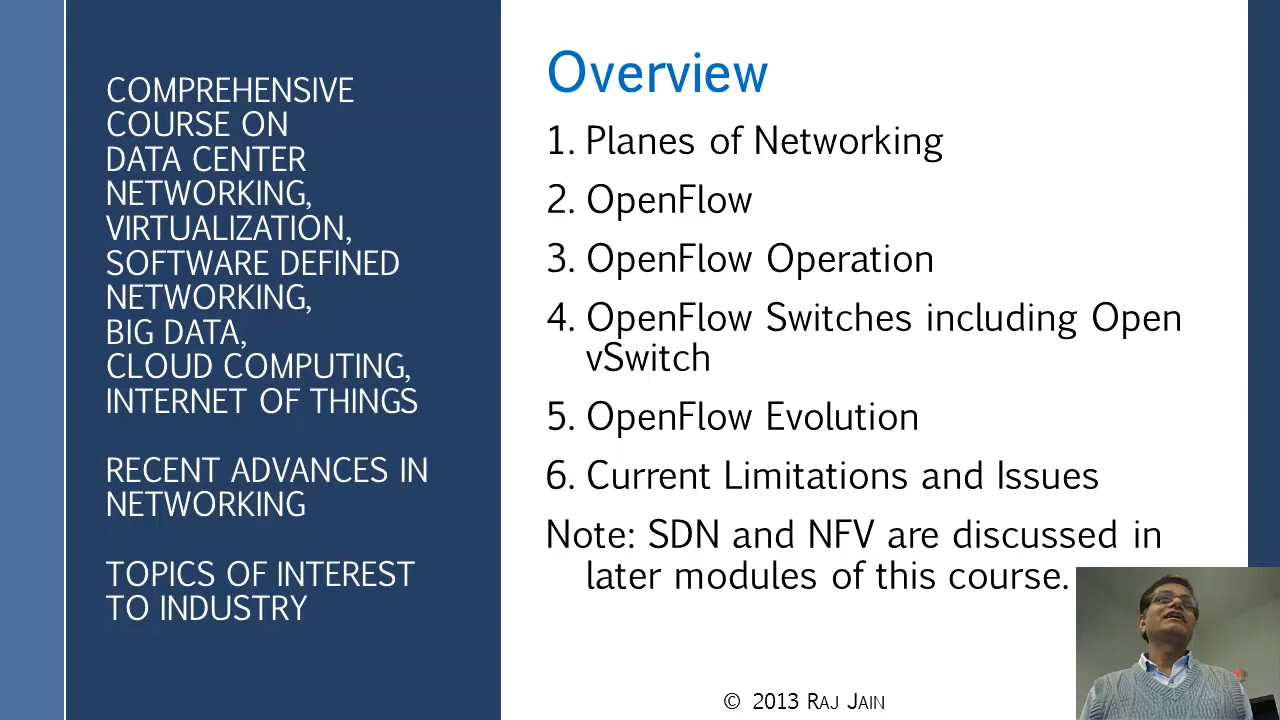 COMPREHENSIVE
COURSE ON
DATA CENTER
NETWORKING,
VIRTUALIZATION,
SOFTWARE DEFINED
NETWORKING,
BIG DATA,
CLOUD COMPUTING,
INTERNET OF THINGS
RECENT ADVANCES IN
NETWORKING
TOPICS OF INTEREST
TO INDUSTRY
Overview
1. Planes of Networking
2. OpenFlow
3. OpenFlow Operation
4. OpenFlow Switches including Open
vSwitch
5. OpenFlow Evolution
6. Current Limitations and Issues
Note: SDN and NFV are discussed in
later modules of this course.
© 2013 RAJ JAIN